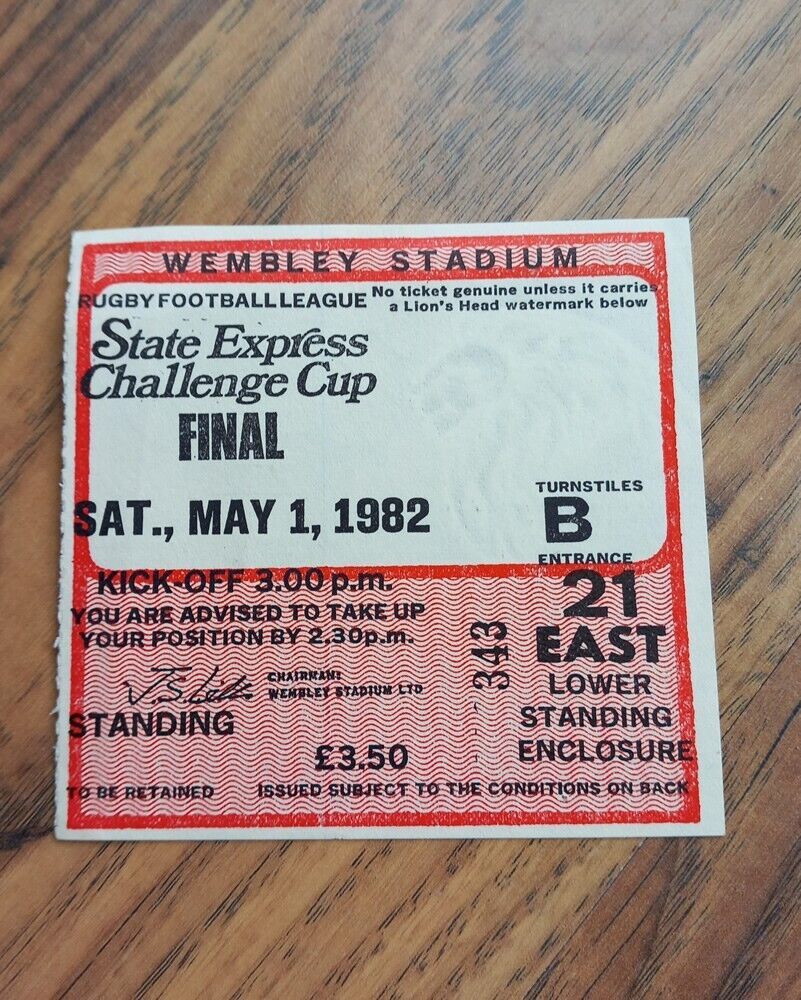 WEMBLEY STADIUM
RUGBY FOOTBALL LEAGUE
No ticket genuine unless it carries
a Lion's Head watermark below
State Express
Challenge Cup
FINAL
SAT., MAY 1, 1982
TURNSTILES
B
ENTRANCE
21
EAST
LOWER
STANDING
ENCLOSURE
KICK-OFF 3.00 p.m.
YOU ARE ADVISED TO TAKE UP
YOUR POSITION BY 2.30p.m.
343
CHAIRMAN:
WEMBLEY STADIUM LTD
STANDING
£3.50
TO BE RETAINED
ISSUED SUBJECT TO THE CONDITIONS ON BACK